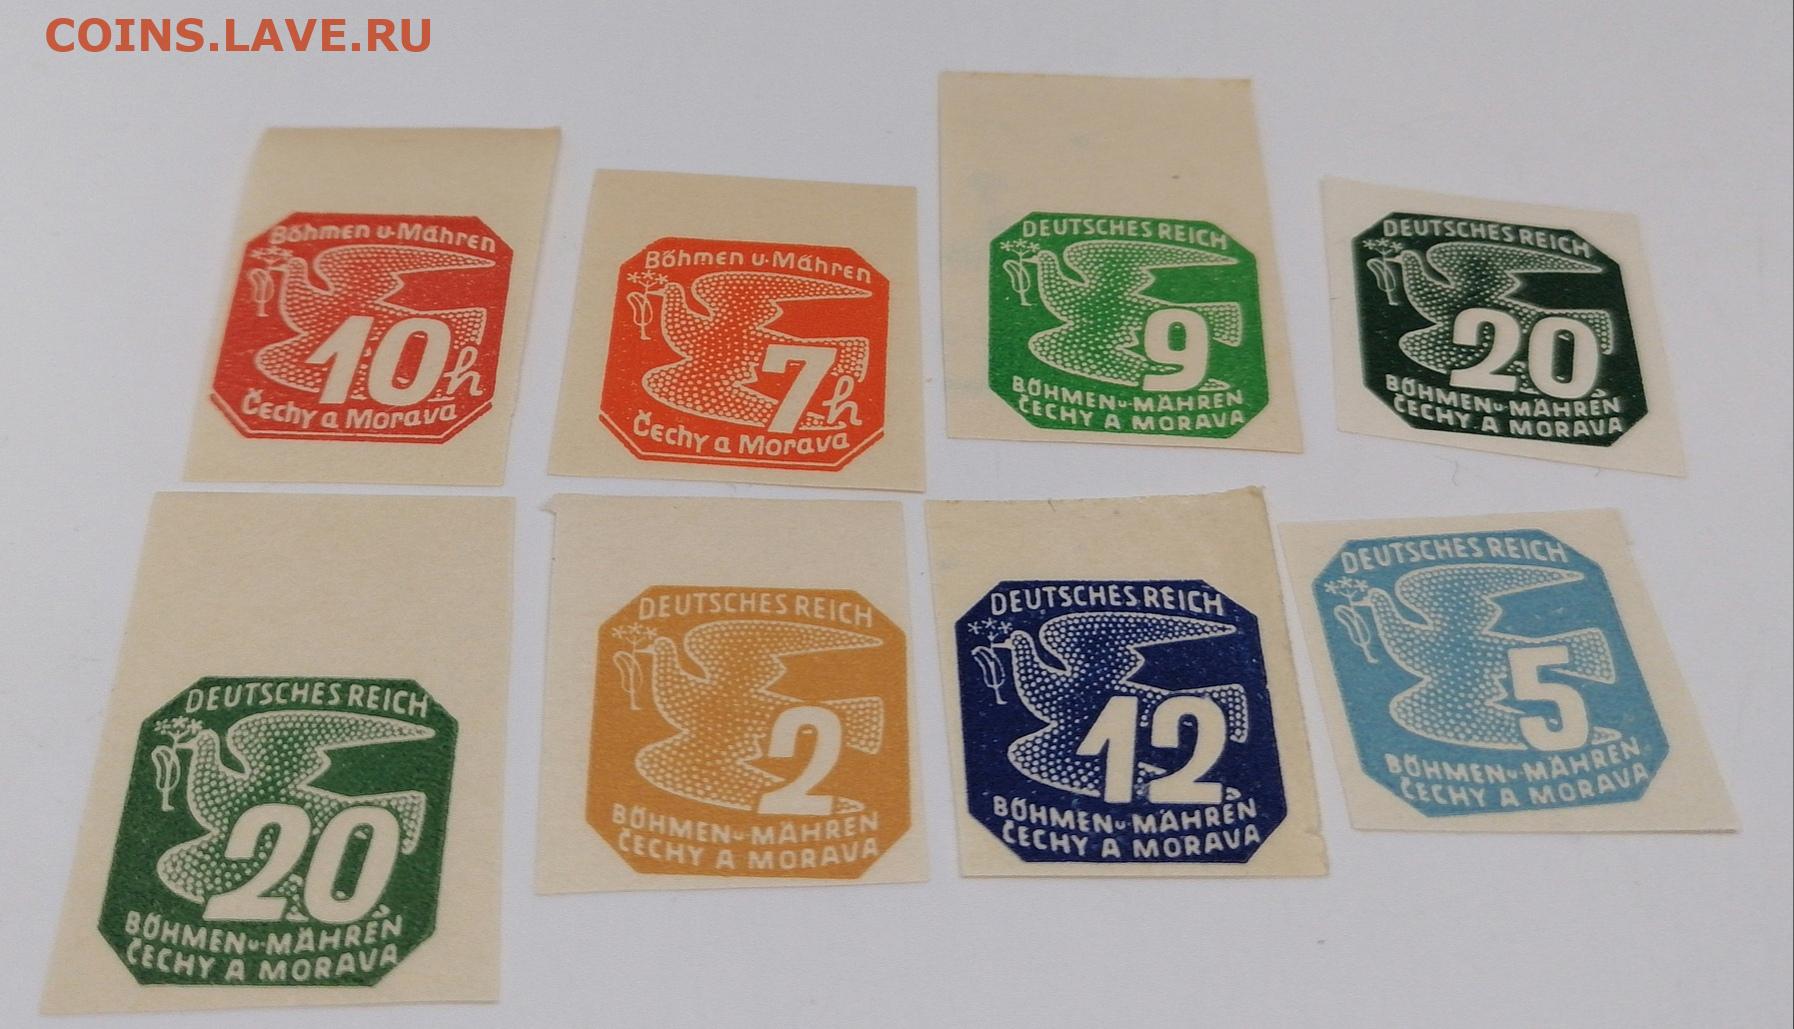 COINS.LAVE.RU
Böhmen u·Mähren
10h
Čechy a Morava
Böhmen u·Mähren
7h
Čechy a Morava
DEUTSCHES REICH
9
BÖHMEN u·MÄHREN
ČECHY A MORAVA
DEUTSCHES REICH
20
BÖHMEN u·MÄHREN
ČECHY A MORAVA
DEUTSCHES REICH
20
BÖHMEN u·MÄHREN
ČECHY A MORAVA
DEUTSCHES REICH
2
BÖHMEN u·MÄHREN
ČECHY A MORAVA
DEUTSCHES REICH
12
BÖHMEN u·MÄHREN
ČECHY A MORAVA
DEUTSCHES REICH
5
BÖHMEN u·MÄHREN
ČECHY A MORAVA